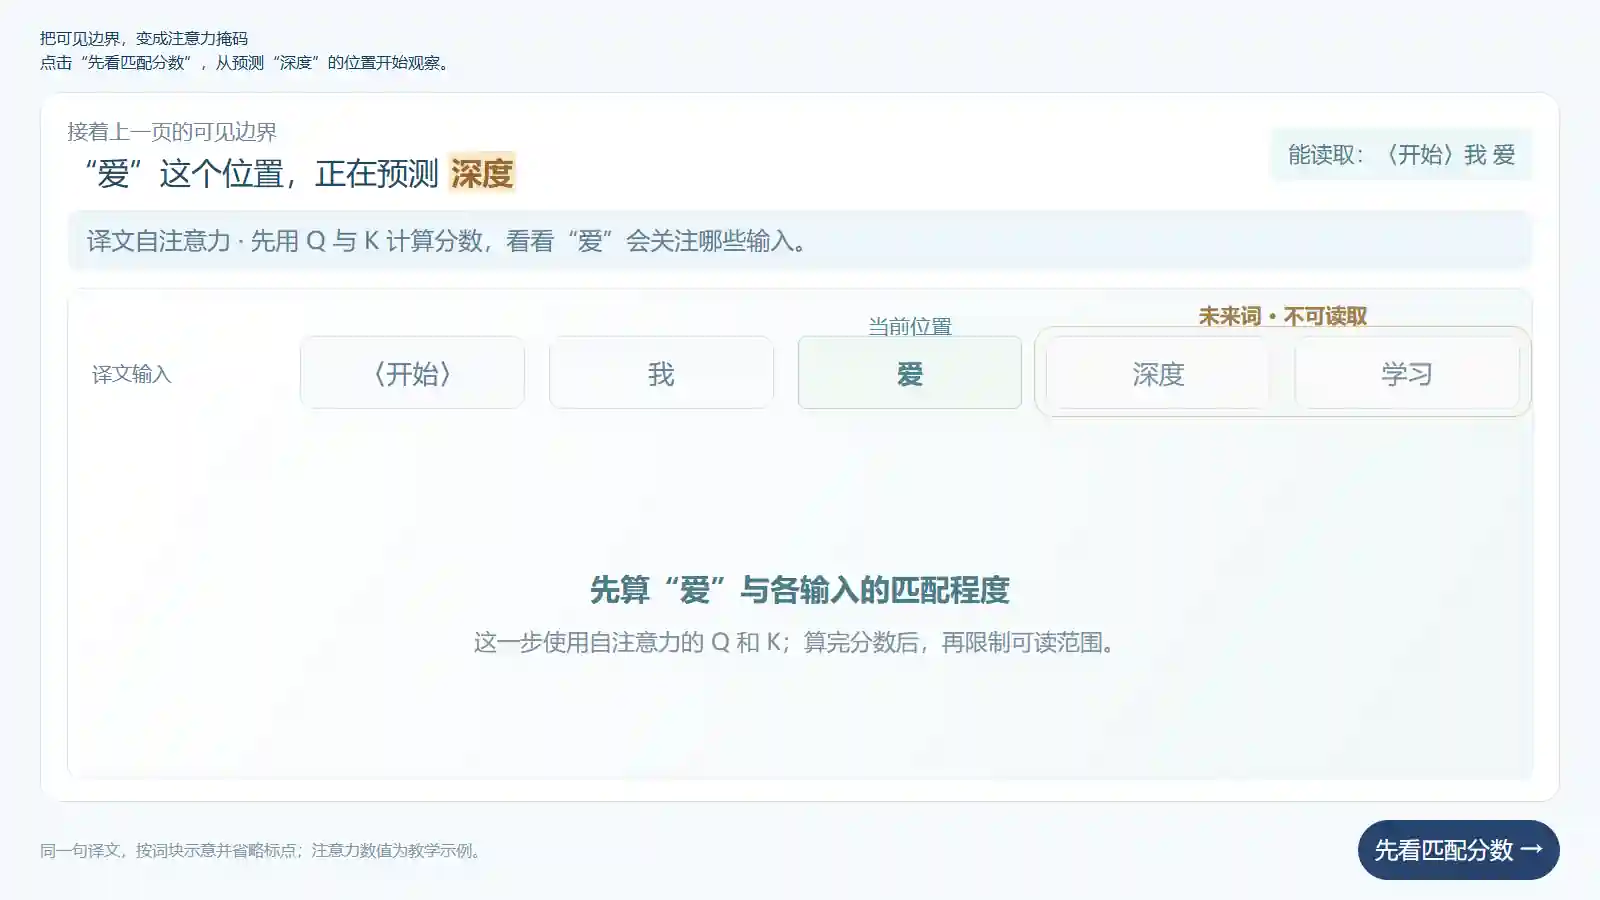 把可见边界，变成注意力掩码
点击“先看匹配分数”，从预测“深度”的位置开始观察。
接着上一页的可见边界
“爱”这个位置，正在预测 深度
能读取：〈开始〉我 爱
译文自注意力 · 先用 Q 与 K 计算分数，看看“爱”会关注哪些输入。
当前位置
未来词 · 不可读取
译文输入
〈开始〉
我
爱
深度
学习
先算“爱”与各输入的匹配程度
这一步使用自注意力的 Q 和 K；算完分数后，再限制可读范围。
同一句译文，按词块示意并省略标点；注意力数值为教学示例。
先看匹配分数 →